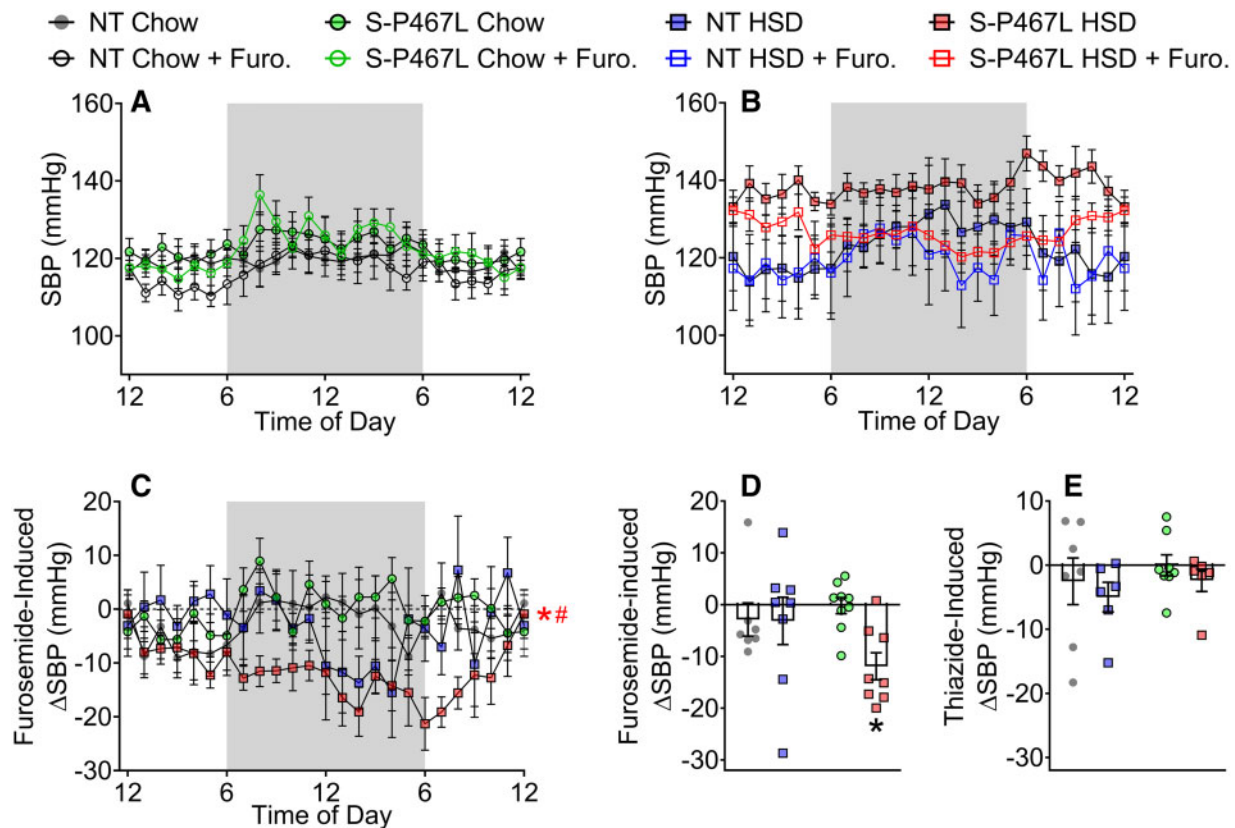 NT Chow S-P467L Chow NT HSD S-P467L HSD
NT Chow + Furo. S-P467L Chow + Furo. NT HSD + Furo. S-P467L HSD + Furo.
A
SBP (mmHg)
160
140
120
100
12 6 12 6 12
Time of Day
B
SBP (mmHg)
160
140
120
100
12 6 12 6 12
Time of Day
C
Furosemide-Induced
ΔSBP (mmHg)
20
10
0
-10
-20
-30
*#
12 6 12 6 12
Time of Day
D
Furosemide-Induced
ΔSBP (mmHg)
20
10
0
-10
-20
-30
*
E
Thiazide-Induced
ΔSBP (mmHg)
10
0
-10
-20
-30